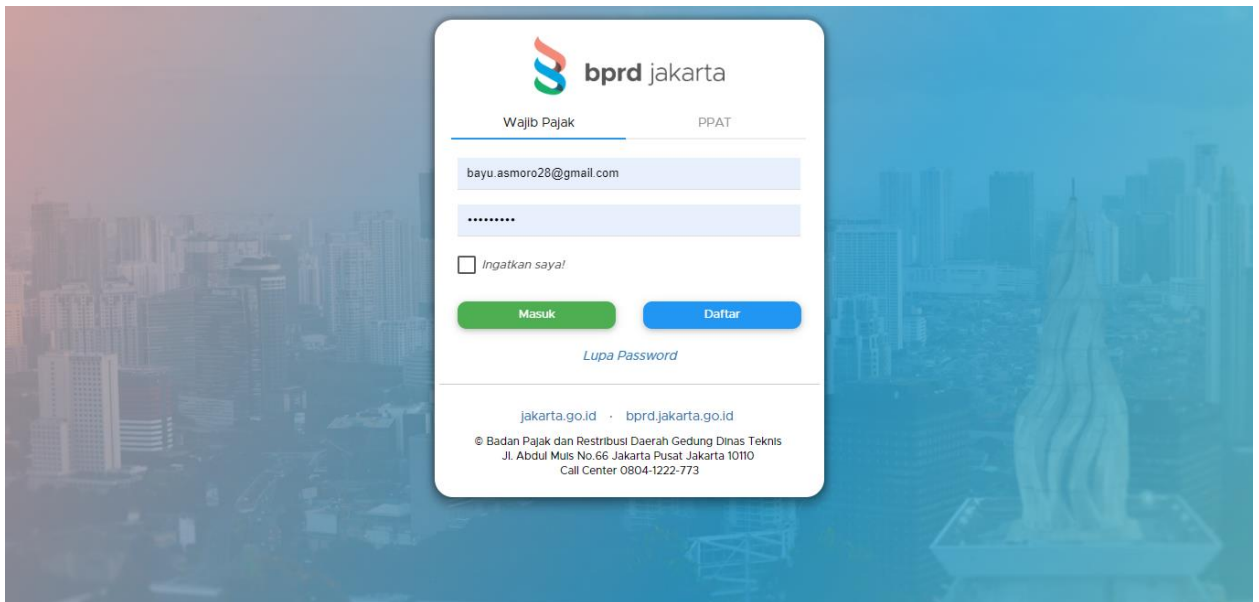 bprd jakarta
Wajib Pajak PPAT
bayu.asmoro28@gmail.com
•••••••••
Ingatkan saya!
Masuk Daftar
Lupa Password
jakarta.go.id · bprd.jakarta.go.id
© Badan Pajak dan Restribusi Daerah Gedung Dinas Teknis
Jl. Abdul Muis No.66 Jakarta Pusat Jakarta 10110
Call Center 0804-1222-773